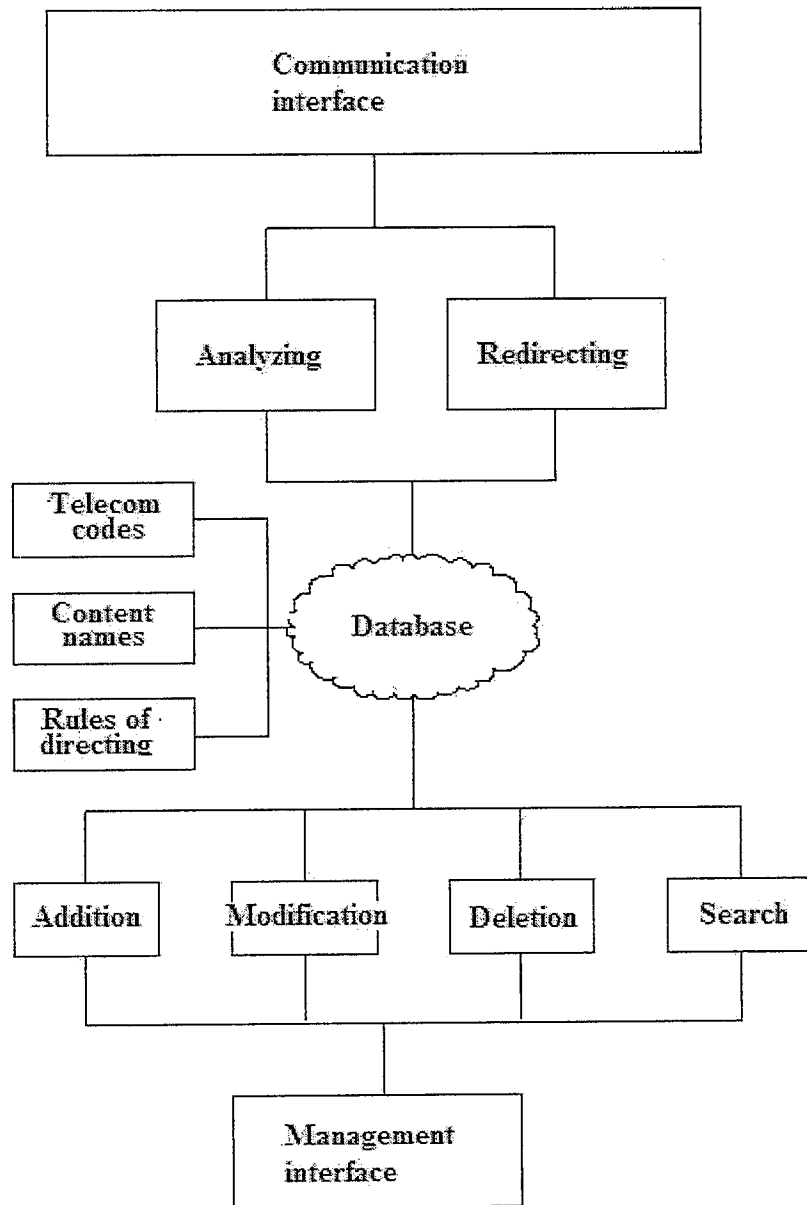 Communication
interface
Analyzing
Redirecting
Telecom
codes
Content
names
Rules of
directing
Database
Addition
Modification
Deletion
Search
Management
interface